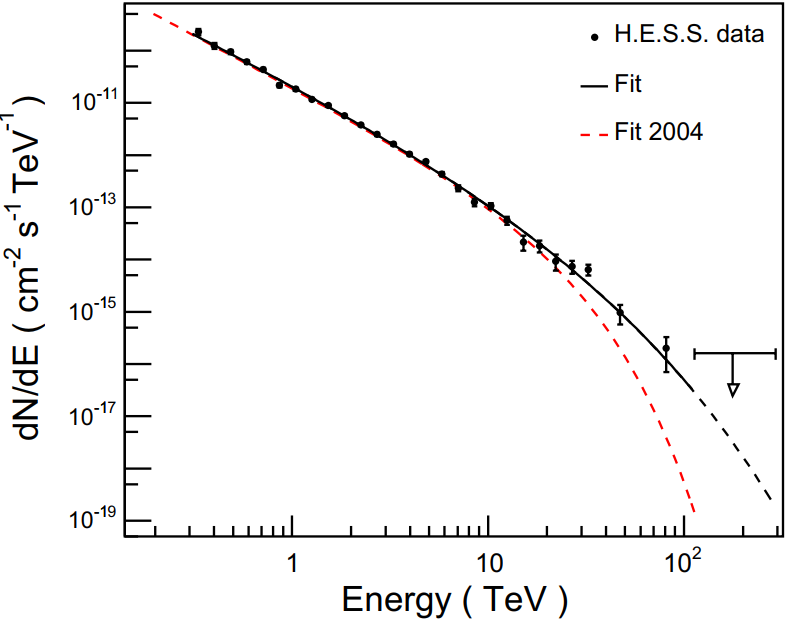 H.E.S.S. data
Fit
Fit 2004
10⁻¹¹
10⁻¹³
10⁻¹⁵
10⁻¹⁷
10⁻¹⁹
dN/dE ( cm⁻² s⁻¹ TeV⁻¹ )
1 10 10²
Energy ( TeV )